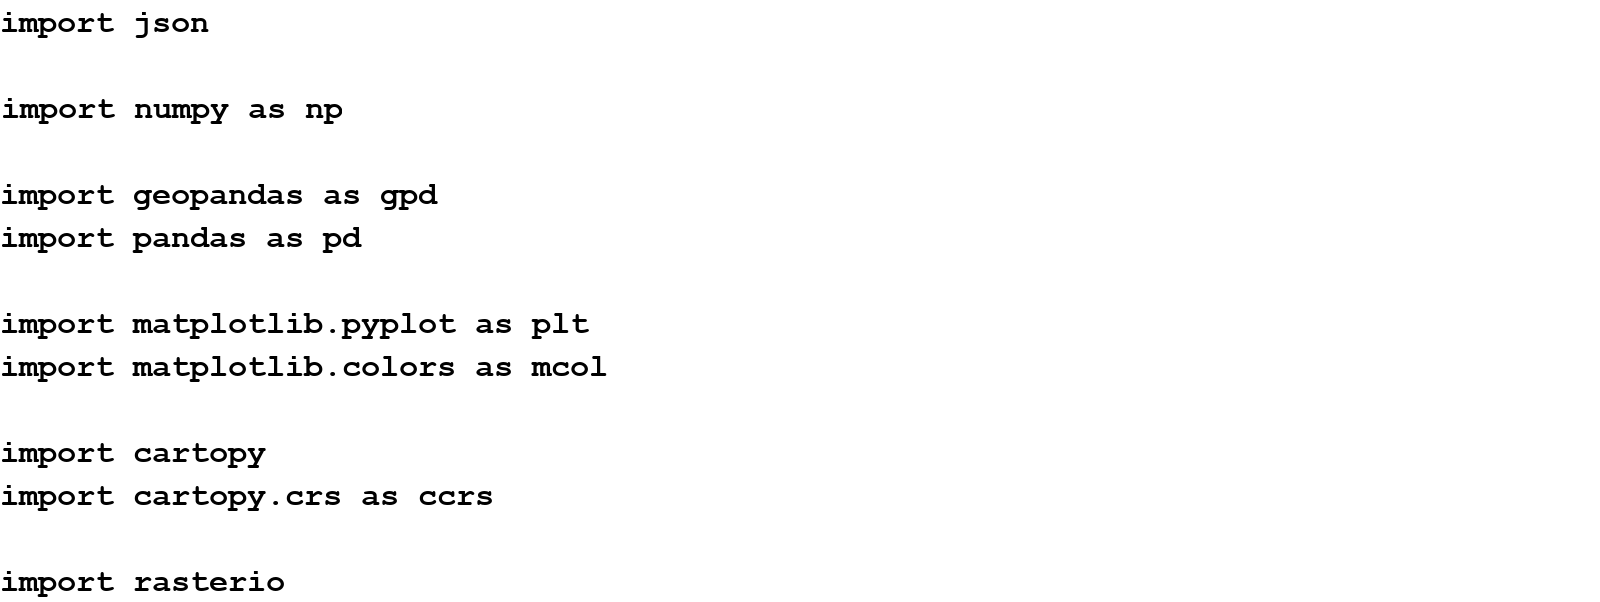 import json
import numpy as np
import geopandas as gpd
import pandas as pd
import matplotlib.pyplot as plt
import matplotlib.colors as mcol
import cartopy
import cartopy.crs as ccrs
import rasterio